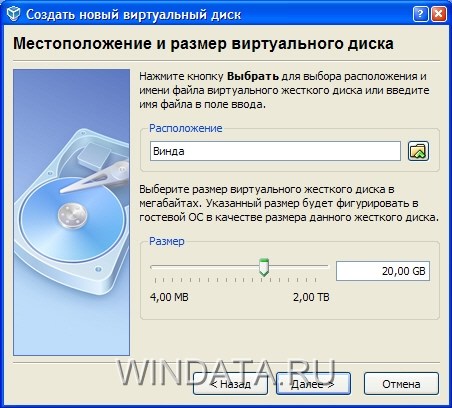 Создать новый виртуальный диск
Местоположение и размер виртуального диска
Нажмите кнопку Выбрать для выбора расположения и
имени файла виртуального жесткого диска или введите
имя файла в поле ввода.
Расположение
Винда
Выберите размер виртуального жесткого диска в
мегабайтах. Указанный размер будет фигурировать в
гостевой ОС в качестве размера данного жесткого диска.
Размер
20,00 GB
4,00 MB 2,00 TB
WINDATA.RU
< Назад Далее > Отмена